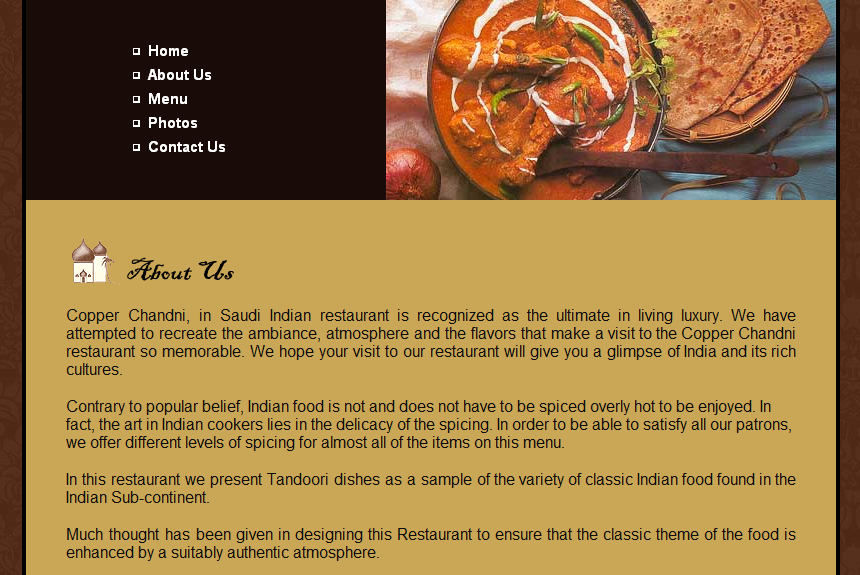 Home
About Us
Menu
Photos
Contact Us
About Us
Copper Chandni, in Saudi Indian restaurant is recognized as the ultimate in living luxury. We have
attempted to recreate the ambiance, atmosphere and the flavors that make a visit to the Copper Chandni
restaurant so memorable. We hope your visit to our restaurant will give you a glimpse of India and its rich
cultures.
Contrary to popular belief, Indian food is not and does not have to be spiced overly hot to be enjoyed. In
fact, the art in Indian cookers lies in the delicacy of the spicing. In order to be able to satisfy all our patrons,
we offer different levels of spicing for almost all of the items on this menu.
In this restaurant we present Tandoori dishes as a sample of the variety of classic Indian food found in the
Indian Sub-continent.
Much thought has been given in designing this Restaurant to ensure that the classic theme of the food is
enhanced by a suitably authentic atmosphere.